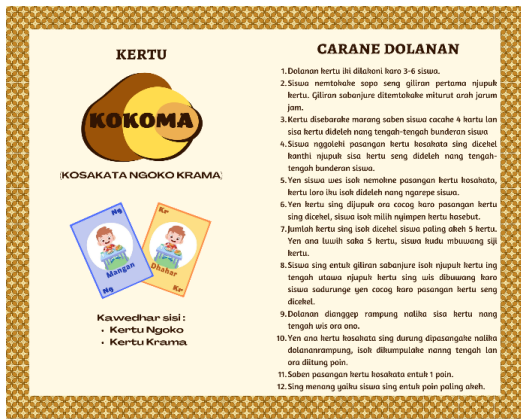 KERTU
KOKOMA
(KOSAKATA NGOKO KRAMA)
Ng
Mangan
Ng
Kr
Dhahar
Kr
Kawedhar sisi :
• Kertu Ngoko
• Kertu Krama
CARANE DOLANAN
1. Dolanan kertu iki dilakoni karo 3-6 siswa.
2. Siswa nemtokake sopo seng giliran pertama njupuk
kertu. Giliran sabanjure ditemtokake miturut aroh jarum
jam.
3. Kertu disebarake marang saben siswa cacahe 4 kartu lan
sisa kertu dideleh nang tengah-tengah bunderan siswa
4. Siswa nggoleki pasangan kertu kosakata sing dicekel
kanthi njupuk sisa kertu seng dideleh nang tengah-
tengah bunderan siswa.
5. Yen siswa wes isok nemokne pasangan kertu kosakata,
kertu loro iku isok dideleh nang ngarepe siswa.
6. Yen kertu sing dijupuk ora cocog karo pasangan kertu
sing dicekel, siswa isok milih nyimpen kertu kasebut.
7. Jumlah kertu sing isok dicekel siswa paling akeh 5 kertu.
Yen ana luwih saka 5 kertu, siswa kudu mbuwang siji
kertu.
8. Siswa sing entuk giliran sabanjure isok njupuk kertu ing
tengah utawa njupuk kertu sing wis dibuwang karo
siswa sadurunge yen cocog karo pasangan kertu seng
dicekel.
9. Dolanan dianggep rampung nalika sisa kertu nang
tengah wis ora ono.
10. Yen ana kertu kosakata sing durung dipasangake nalika
dolananrampung, isok dikumpulake nanng tengah lan
ora diitung poin.
11. Saben pasangan kertu kosakata entuk 1 poin.
12. Sing menang yaiku siswa sing entuk poin paling akeh.